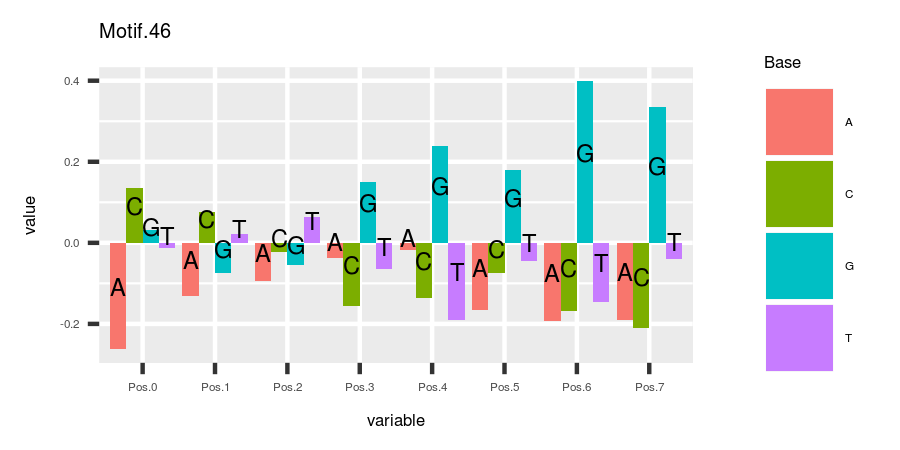 Motif.46
value
0.4
0.2
0.0
-0.2
A C G T A C G T A C G T A C G T A C G T A C G T A C G T A C G T
Pos.0 Pos.1 Pos.2 Pos.3 Pos.4 Pos.5 Pos.6 Pos.7
variable
Base
A
C
G
T